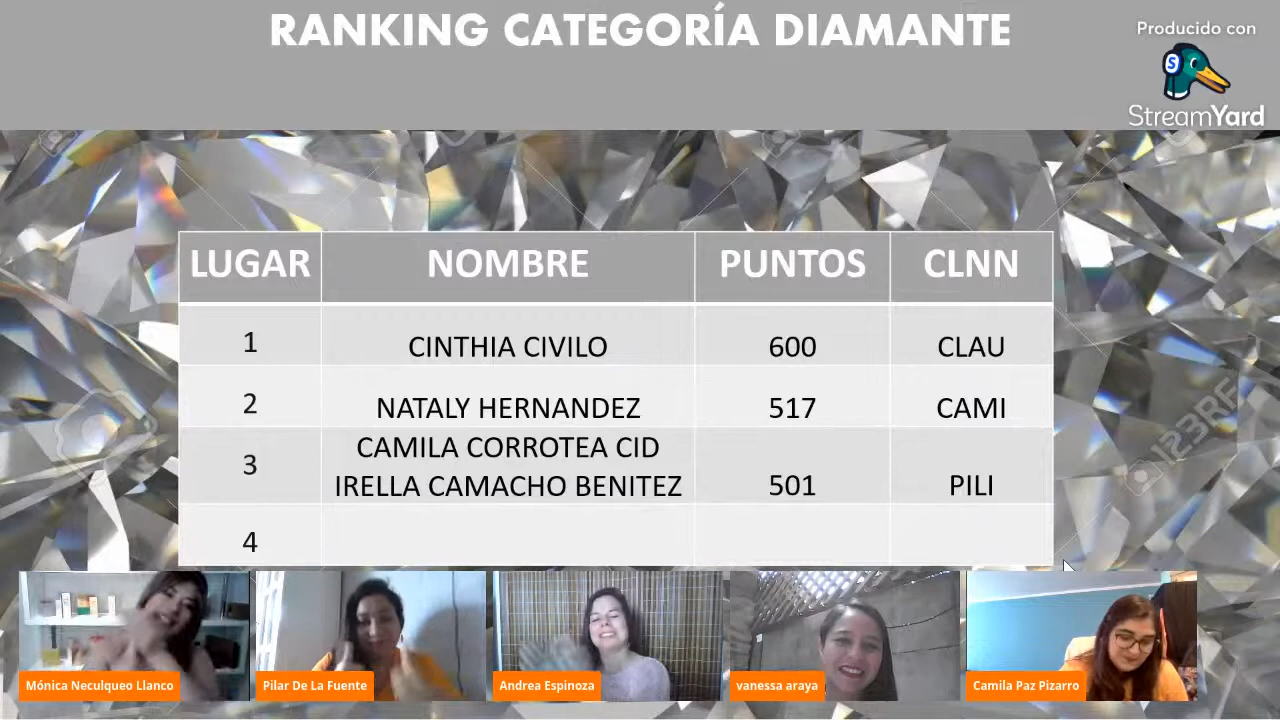 RANKING CATEGORÍA DIAMANTE
Producido con
S
StreamYard
LUGAR NOMBRE PUNTOS CLNN
1 CINTHIA CIVILO 600 CLAU
2 NATALY HERNANDEZ 517 CAMI
3 CAMILA CORROTEA CID
IRELLA CAMACHO BENITEZ 501 PILI
4
123RF
Mónica Neculqueo Llanco
Pilar De La Fuente
Andrea Espinoza
vanessa araya
Camila Paz Pizarro